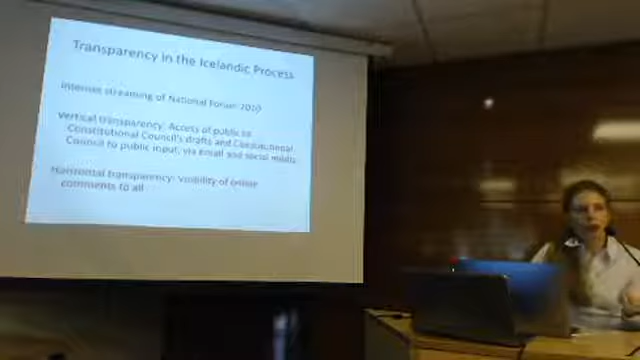 Transparency in the Icelandic Process
Internet streaming of National Forum 2010
Vertical transparency: Access of public to
Constitutional Council's drafts and Constitutional
Council to public input, via email and social media
Horizontal transparency: Visibility of online
comments to all